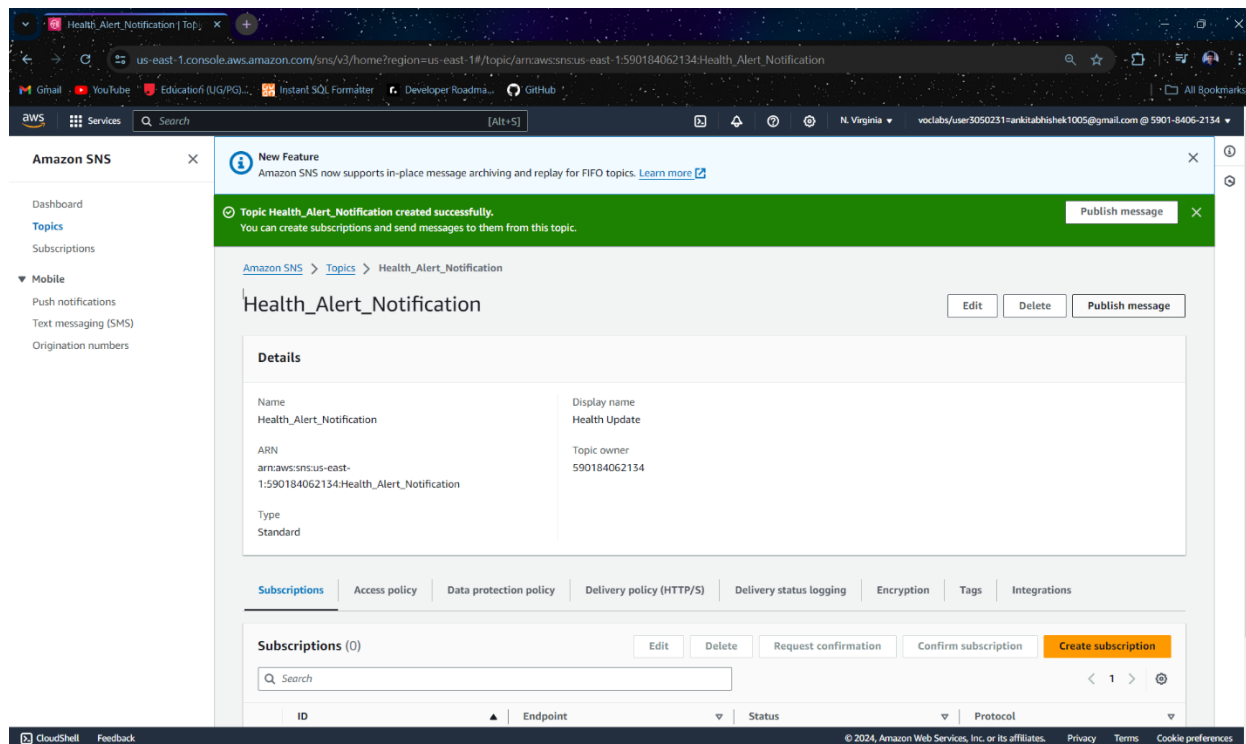 Health_Alert_Notification | Top
us-east-1.console.aws.amazon.com/sns/v3/home?region=us-east-1#/topic/arn:aws:sns:us-east-1:590184062134:Health_Alert_Notification
Gmail YouTube Education (UG/PG)... Instant SQL Formatter Developer Roadma... GitHub All Bookmarks
aws Services Search [Alt+S] N. Virginia voclabs/user3050231=ankitabhishek1005@gmail.com @ 5901-8406-2134
Amazon SNS
Dashboard
Topics
Subscriptions
Mobile
Push notifications
Text messaging (SMS)
Origination numbers
New Feature
Amazon SNS now supports in-place message archiving and replay for FIFO topics. Learn more
Topic Health_Alert_Notification created successfully.
You can create subscriptions and send messages to them from this topic.
Publish message
Amazon SNS > Topics > Health_Alert_Notification
Health_Alert_Notification
Edit Delete Publish message
Details
Name
Health_Alert_Notification
ARN
arn:aws:sns:us-east-
1:590184062134:Health_Alert_Notification
Type
Standard
Display name
Health Update
Topic owner
590184062134
Subscriptions Access policy Data protection policy Delivery policy (HTTP/S) Delivery status logging Encryption Tags Integrations
Subscriptions (0)
Edit Delete Request confirmation Confirm subscription Create subscription
Search
1
ID Endpoint Status Protocol
CloudShell Feedback © 2024, Amazon Web Services, Inc. or its affiliates. Privacy Terms Cookie preferences